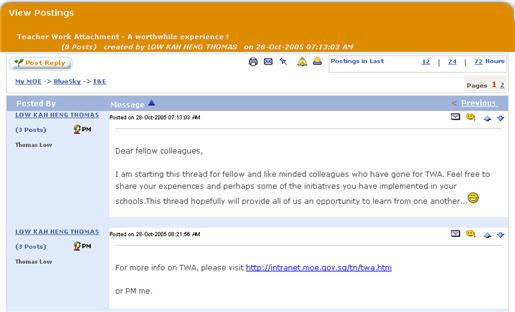 View Postings
Teacher Work Attachment - A worthwhile experience !
(8 Posts) created by LOW KAH HENG THOMAS on 28-Oct-2005 07:13:03 AM
Post Reply
Postings in Last 12 | 24 | 72 Hours
My MOE -> BlueSky -> I&E
Pages 1 2
Posted By Message < Previous
LOW KAH HENG THOMAS Posted on 28-Oct-2005 07:13:03 AM
(3 Posts) PM
Thomas Low
Dear fellow colleagues,
I am starting this thread for fellow and like minded colleagues who have gone for TWA. Feel free to
share your experiences and perhaps some of the initiatives you have implemented in your
schools.This thread hopefully will provide all of us an opportunity to learn from one another...
LOW KAH HENG THOMAS Posted on 28-Oct-2005 08:21:56 AM
(3 Posts) PM
Thomas Low
For more info on TWA, please visit http://intranet.moe.gov.sg/tn/twa.htm
or PM me.